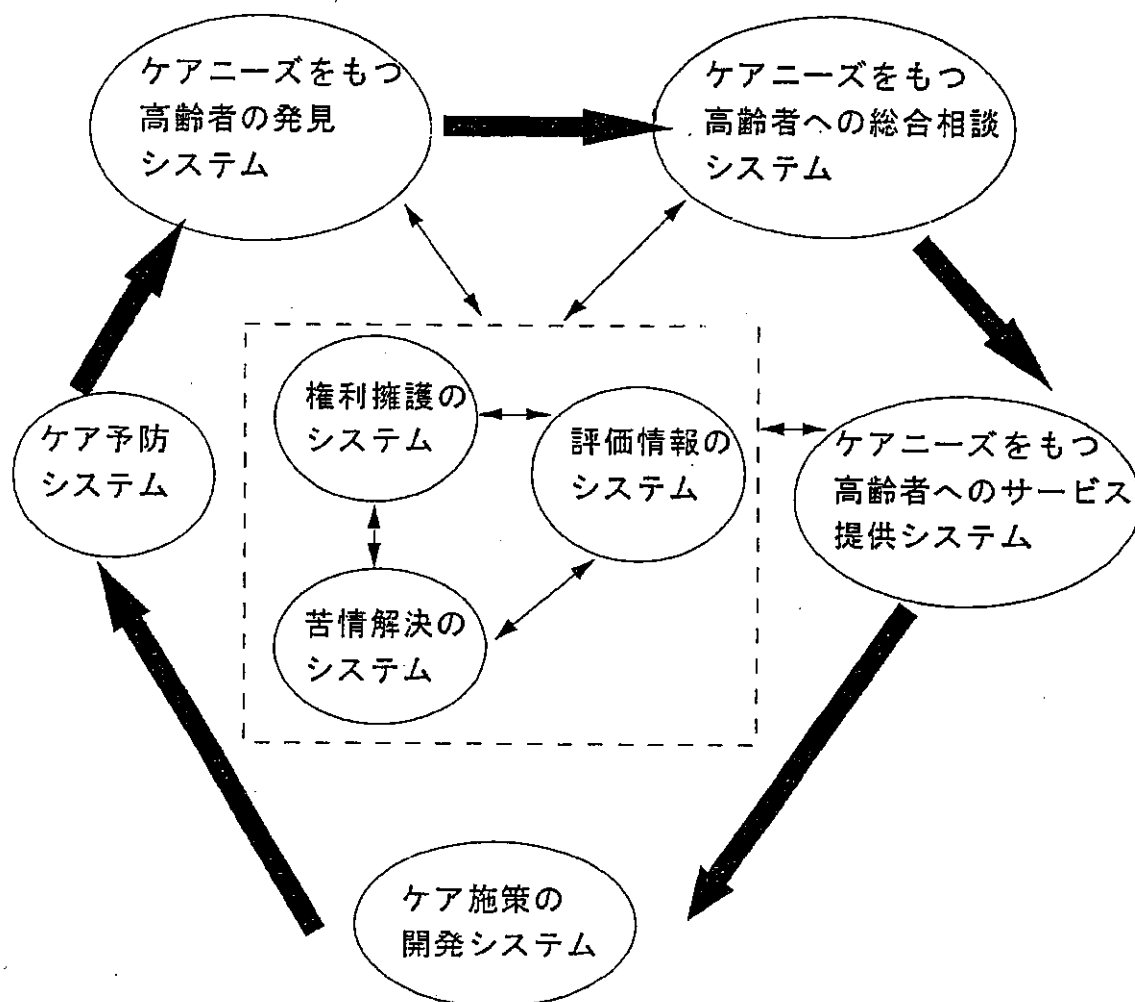 ケアニーズをもつ
高齢者の発見
システム
ケアニーズをもつ
高齢者への総合相談
システム
権利擁護の
システム
評価情報の
システム
苦情解決の
システム
ケア予防
システム
ケアニーズをもつ
高齢者へのサービス
提供システム
ケア施策の
開発システム